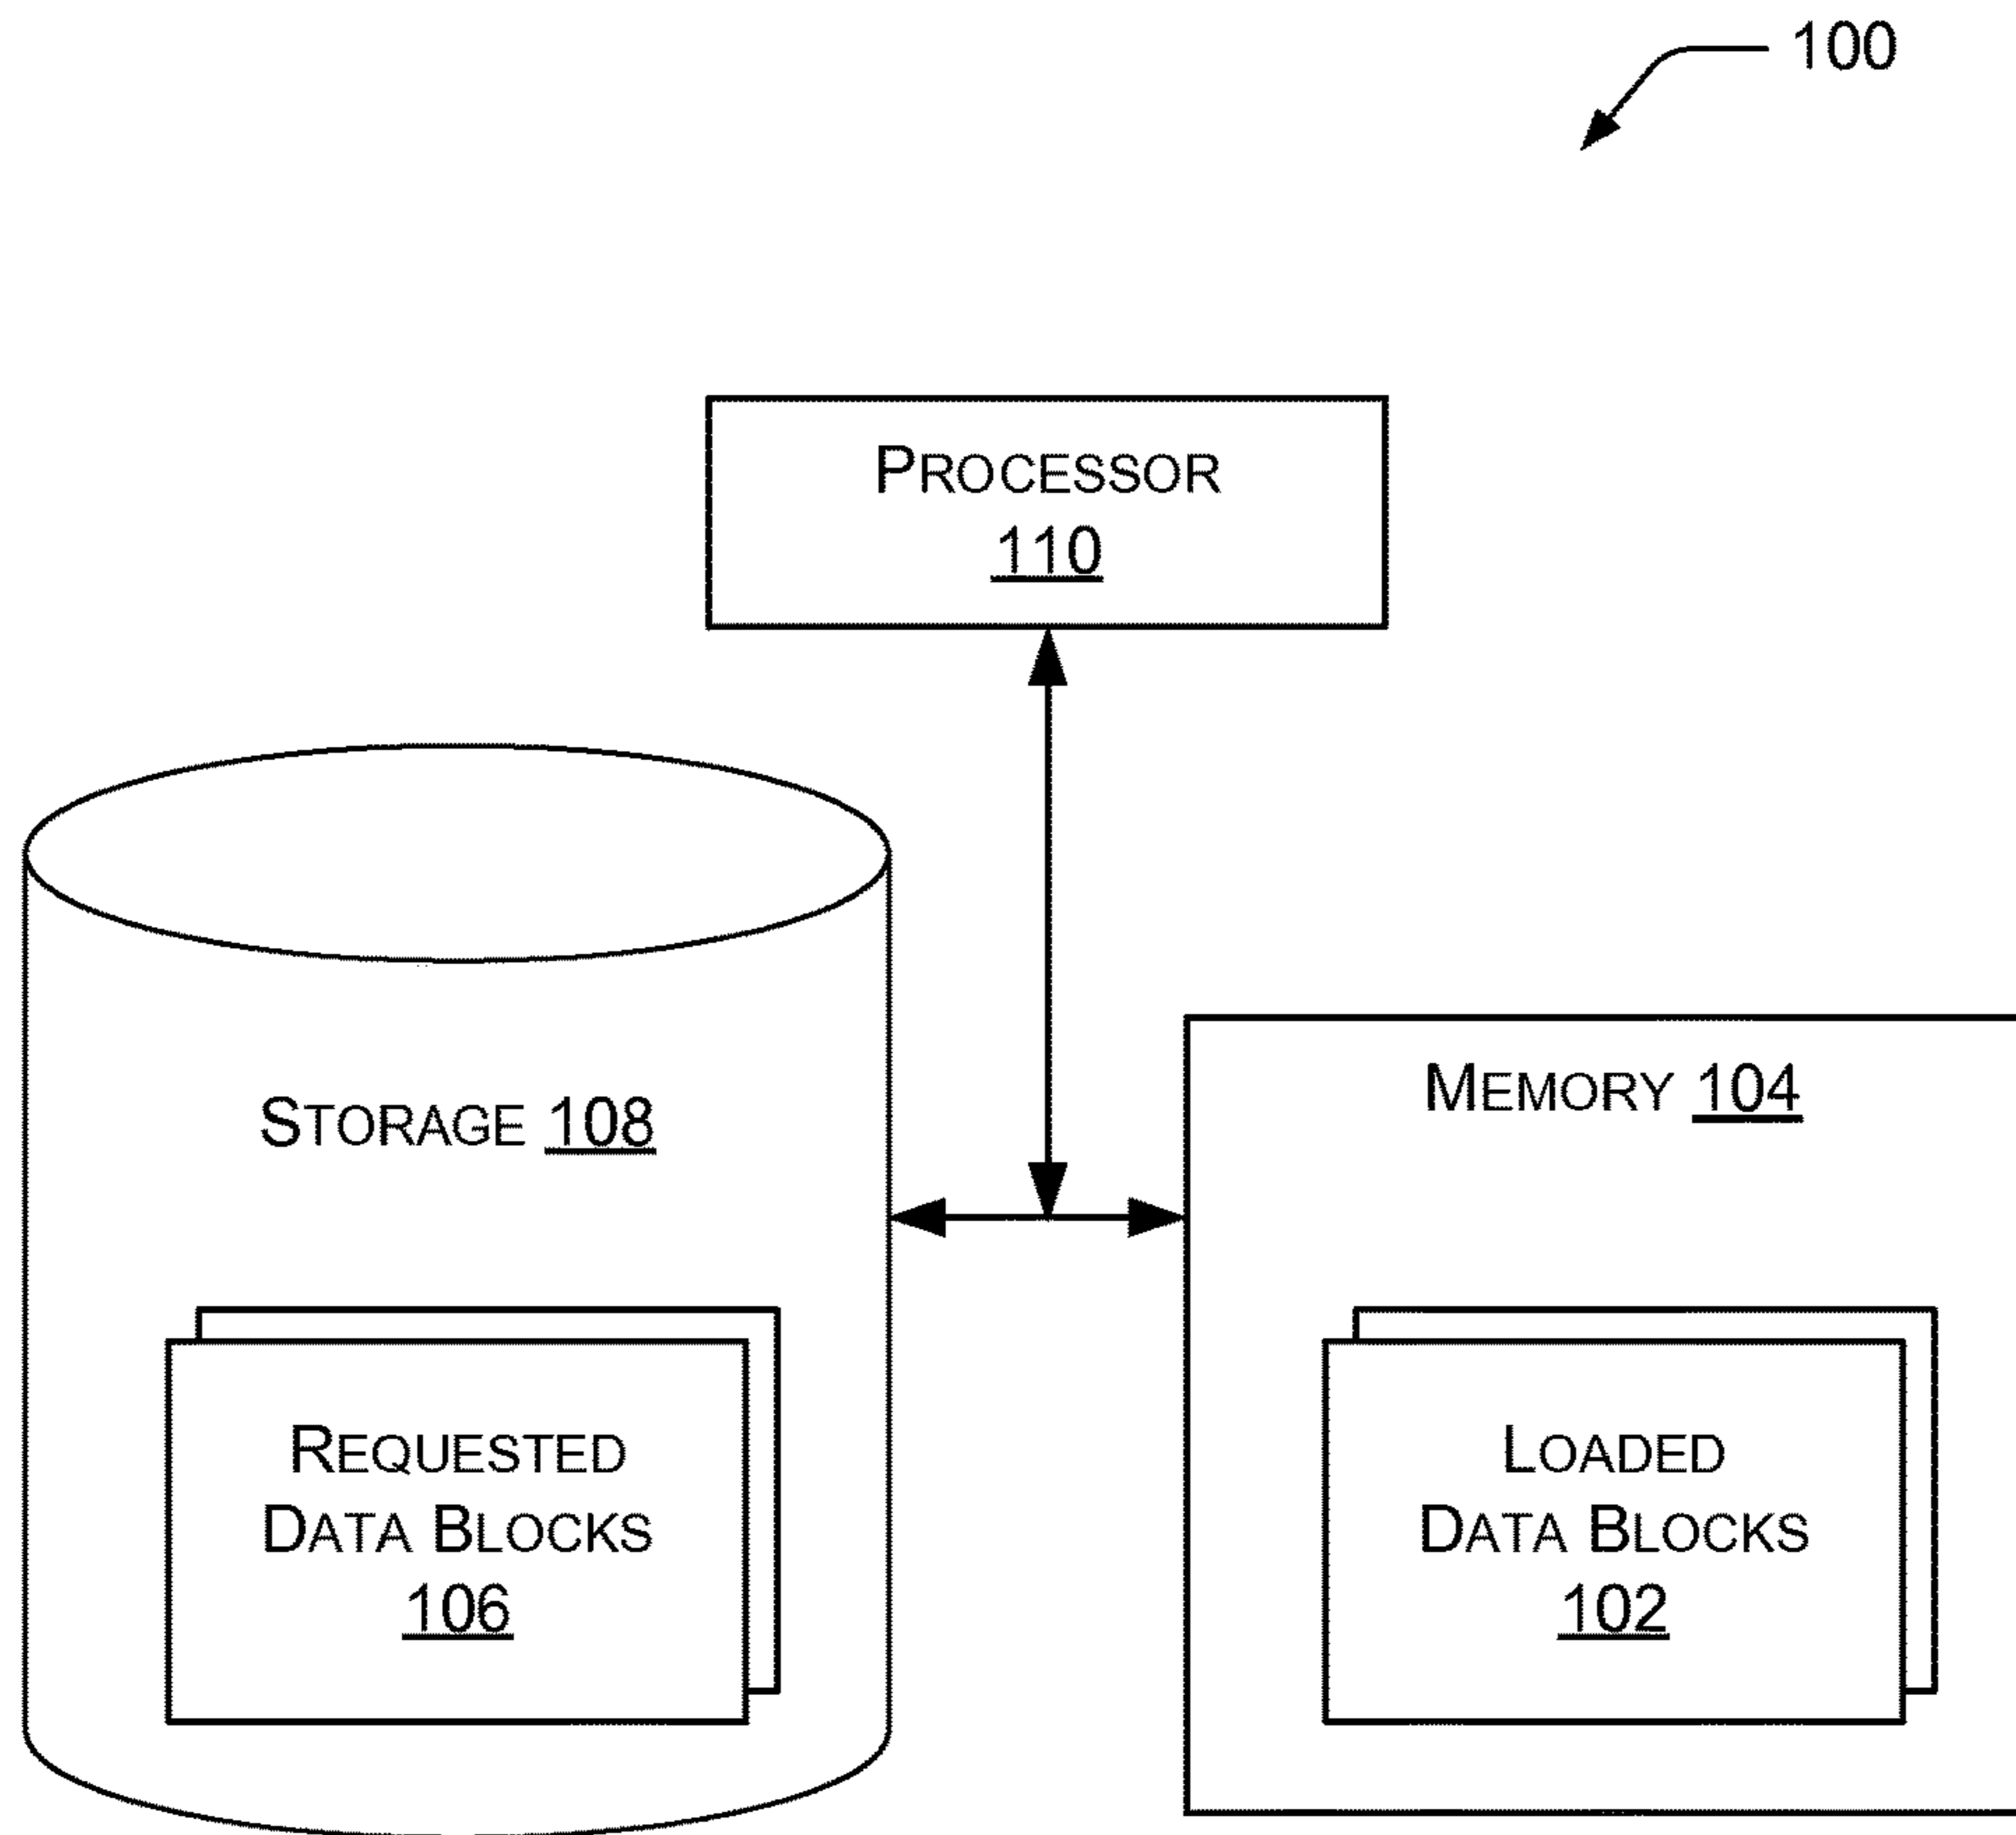 100
PROCESSOR
110
STORAGE 108
MEMORY 104
REQUESTED
DATA BLOCKS
106
LOADED
DATA BLOCKS
102